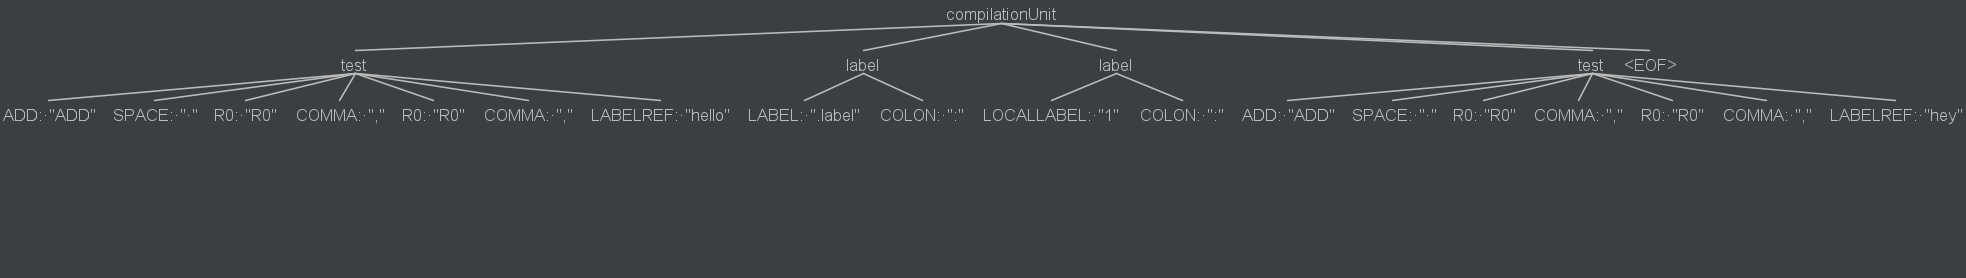 compilationUnit
test label label test <EOF>
ADD:·"ADD" SPACE:·"·" R0:·"R0" COMMA:·"," R0:·"R0" COMMA:·"," LABELREF:·"hello" LABEL:·".label" COLON:·":" LOCALLABEL:·"1" COLON:·":" ADD:·"ADD" SPACE:·"·" R0:·"R0" COMMA:·"," R0:·"R0" COMMA:·"," LABELREF:·"hey"